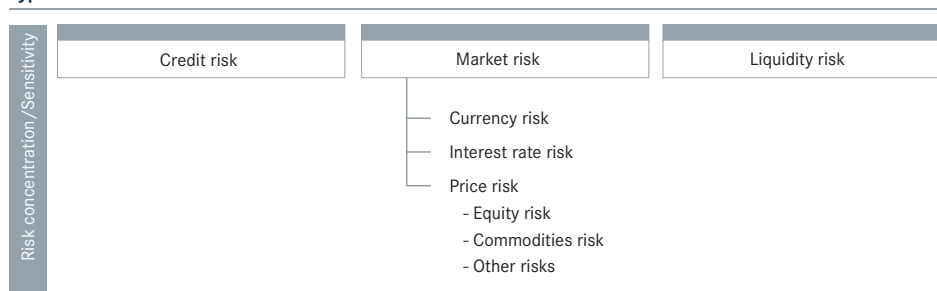 Risk concentration/Sensitivity
Credit risk
Market risk
Liquidity risk
Currency risk
Interest rate risk
Price risk
- Equity risk
- Commodities risk
- Other risks